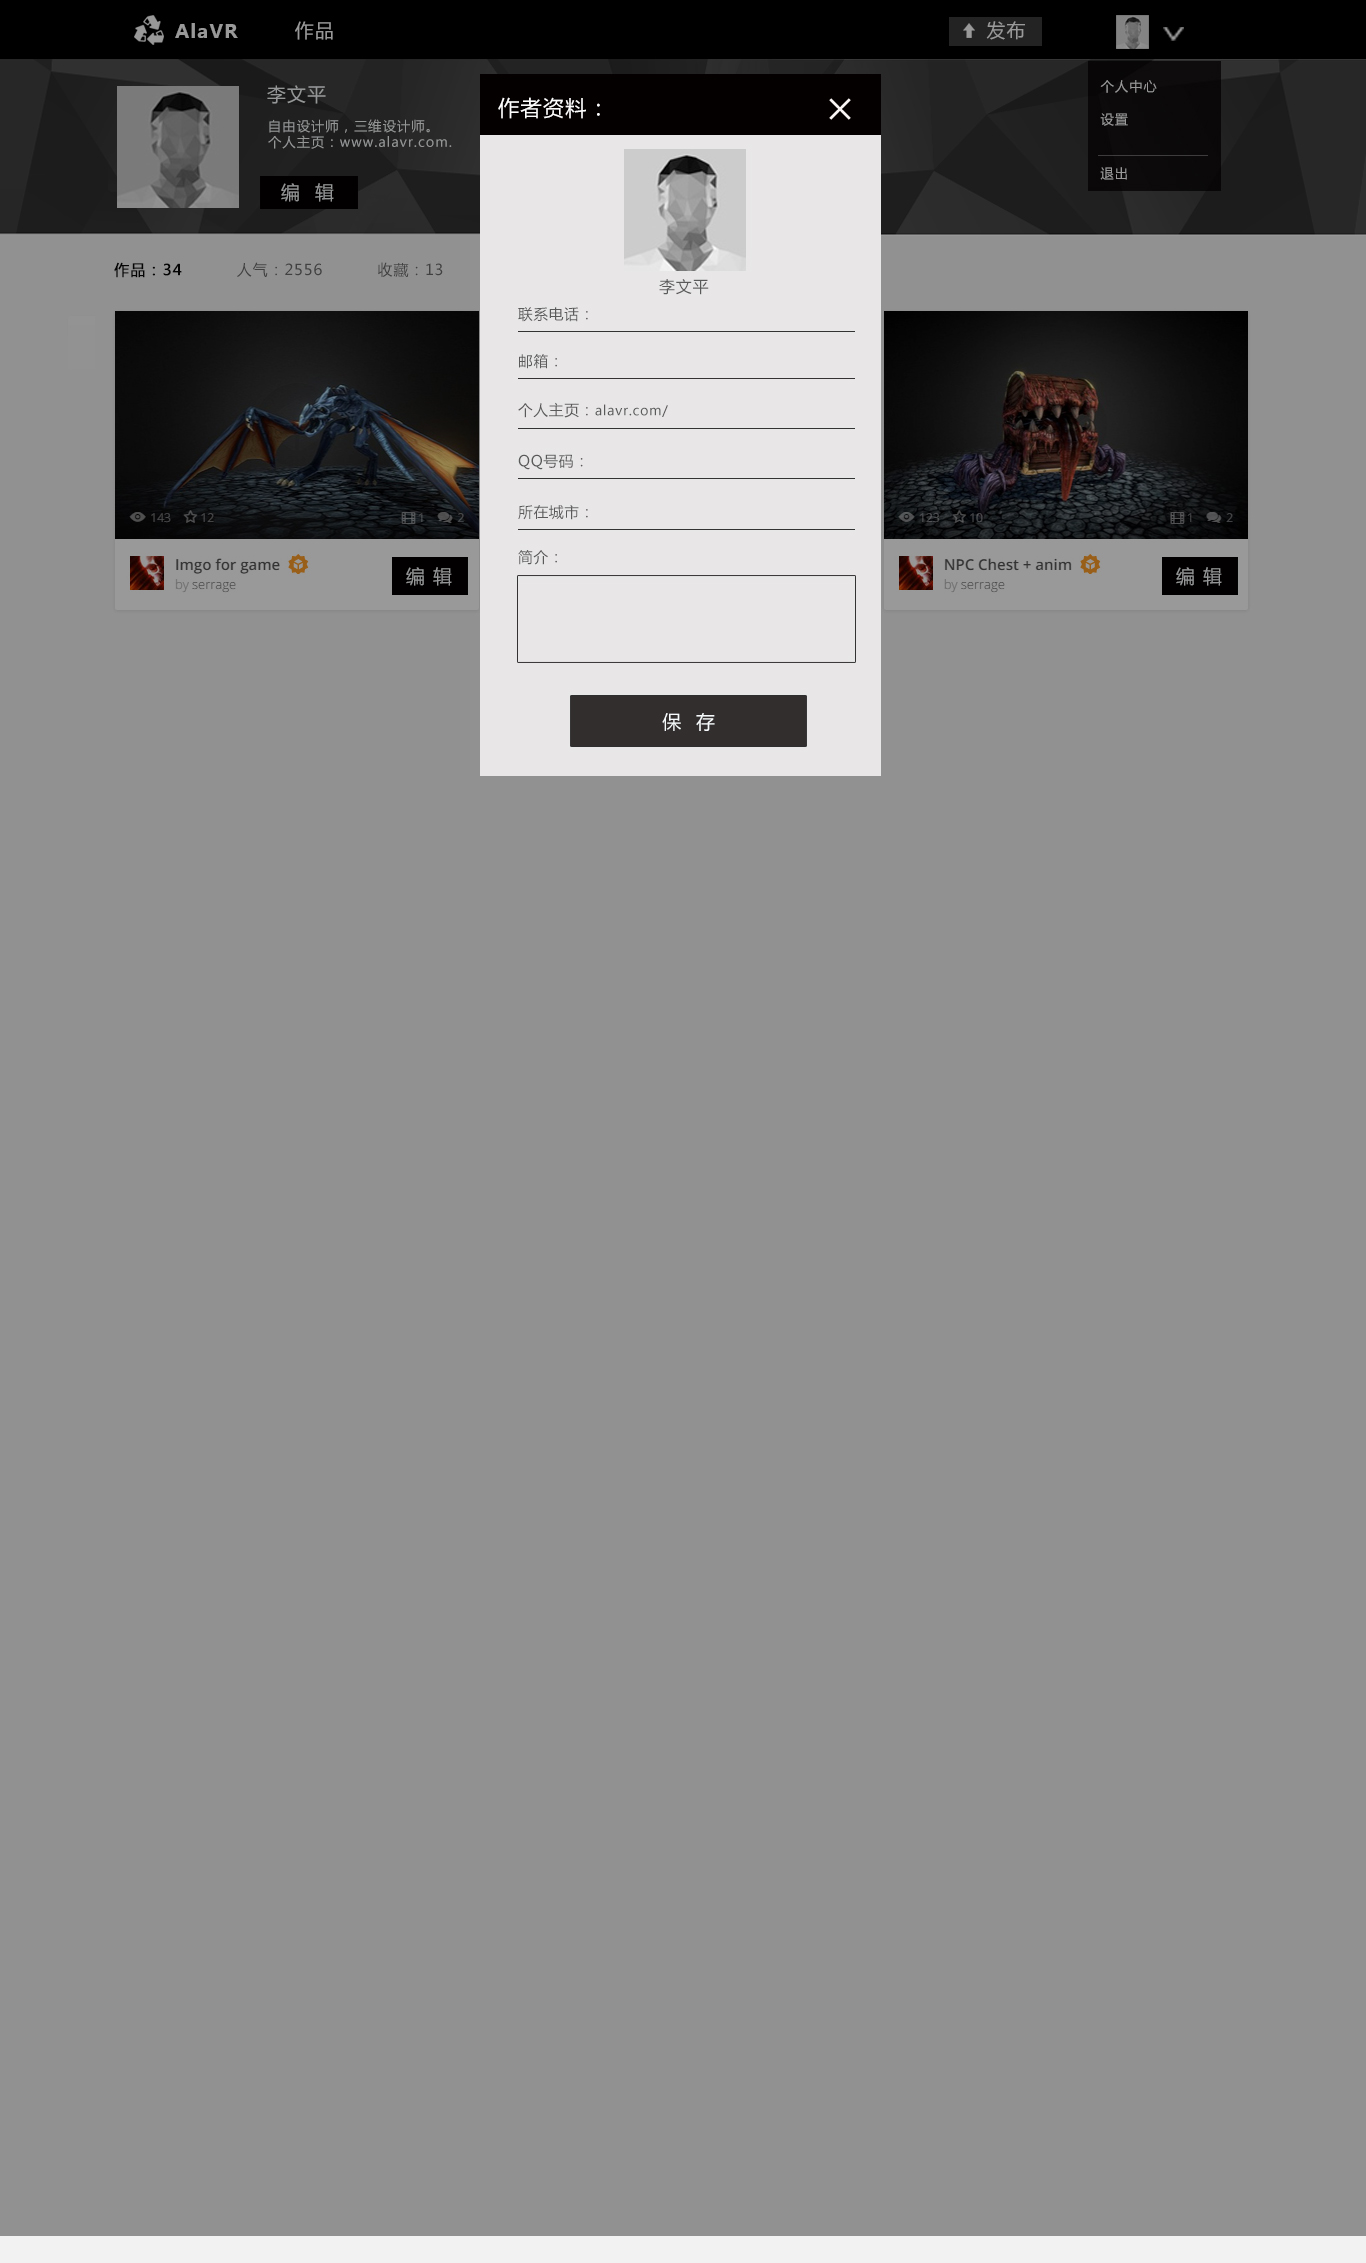 AlaVR
作品
发布
个人中心
设置
退出
李文平
自由设计师，三维设计师。
个人主页：www.alavr.com.
编 辑
作品：34
人气：2556
收藏：13
143
12
1
2
Imgo for game
by serrage
编 辑
作者资料：
李文平
联系电话：
邮箱：
个人主页：alavr.com/
QQ号码：
所在城市：
简介：
保 存
123
10
1
2
NPC Chest + anim
by serrage
编 辑